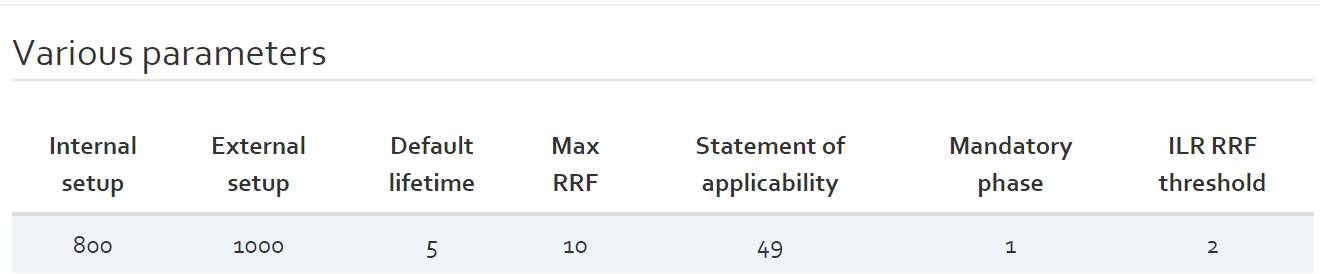 Various parameters
Internal setup External setup Default lifetime Max RRF Statement of applicability Mandatory phase ILR RRF threshold
800 1000 5 10 49 1 2